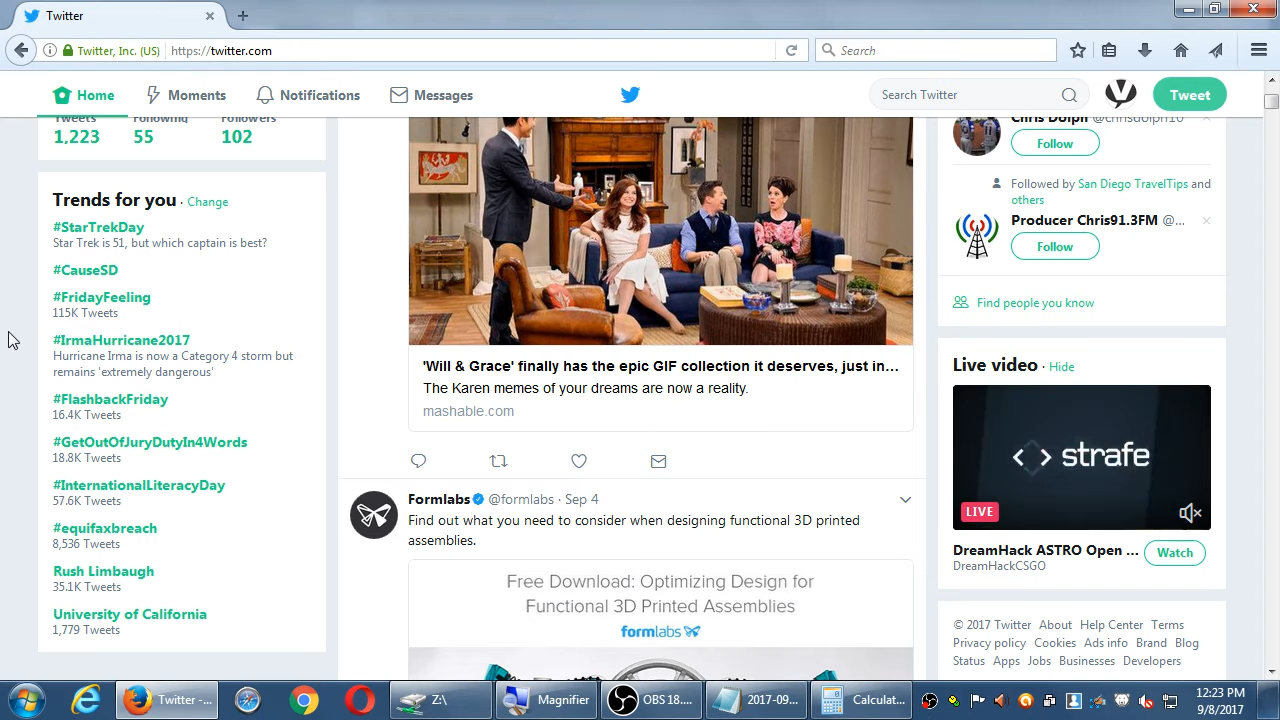 Twitter
Twitter, Inc. (US)
https://twitter.com
Search
Home
Moments
Notifications
Messages
Search Twitter
Tweet
Tweets
Following
Followers
1,223
55
102
Trends for you · Change
#StarTrekDay
Star Trek is 51, but which captain is best?
#CauseSD
#FridayFeeling
115K Tweets
#IrmaHurricane2017
Hurricane Irma is now a Category 4 storm but
remains 'extremely dangerous'
#FlashbackFriday
16.4K Tweets
#GetOutOfJuryDutyIn4Words
18.8K Tweets
#InternationalLiteracyDay
57.6K Tweets
#equifaxbreach
8,536 Tweets
Rush Limbaugh
35.1K Tweets
University of California
1,779 Tweets
'Will & Grace' finally has the epic GIF collection it deserves, just in...
The Karen memes of your dreams are now a reality.
mashable.com
Formlabs @formlabs · Sep 4
Find out what you need to consider when designing functional 3D printed
assemblies.
Free Download: Optimizing Design for
Functional 3D Printed Assemblies
formlabs
Chris Dolph @chrisdolph10
Follow
Followed by San Diego TravelTips and
others
Producer Chris91.3FM @...
Follow
Find people you know
Live video · Hide
strafe
LIVE
DreamHack ASTRO Open ...
DreamHackCSGO
Watch
© 2017 Twitter About Help Center Terms
Privacy policy Cookies Ads info Brand Blog
Status Apps Jobs Businesses Developers
Twitter -...
Z:\
Magnifier
OBS 18....
2017-09...
Calculat...
12:23 PM
9/8/2017